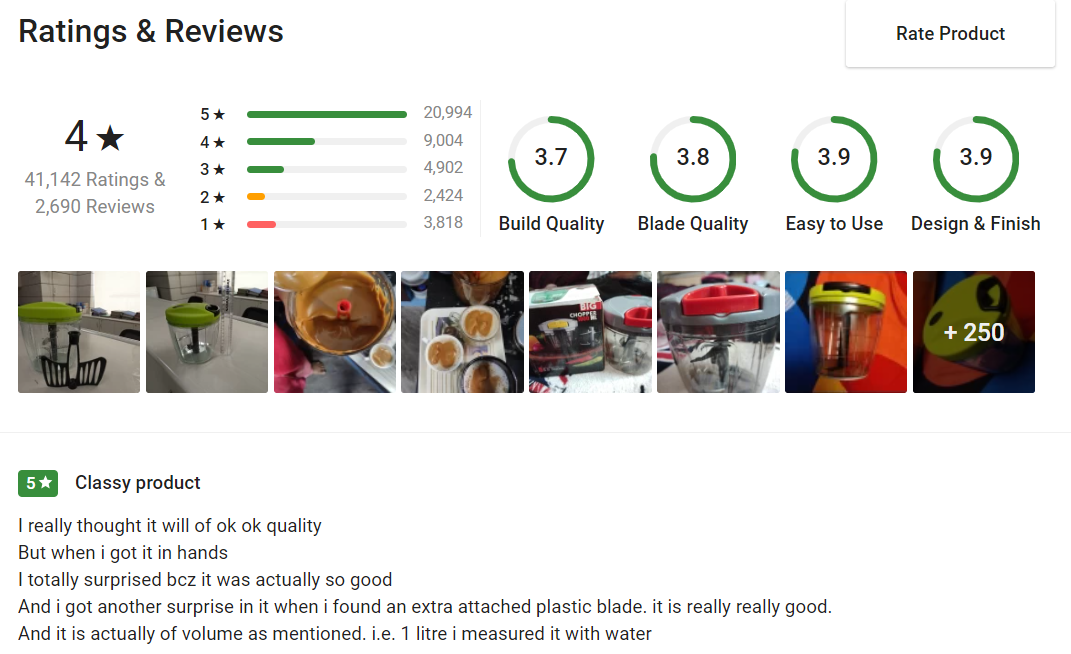 Ratings & Reviews
Rate Product
4★
41,142 Ratings &
2,690 Reviews
5★ 20,994
4★ 9,004
3★ 4,902
2★ 2,424
1★ 3,818
3.7
Build Quality
3.8
Blade Quality
3.9
Easy to Use
3.9
Design & Finish
BIG
CHOPPER
+ 250
5★ Classy product
I really thought it will of ok ok quality
But when i got it in hands
I totally surprised bcz it was actually so good
And i got another surprise in it when i found an extra attached plastic blade. it is really really good.
And it is actually of volume as mentioned. i.e. 1 litre i measured it with water